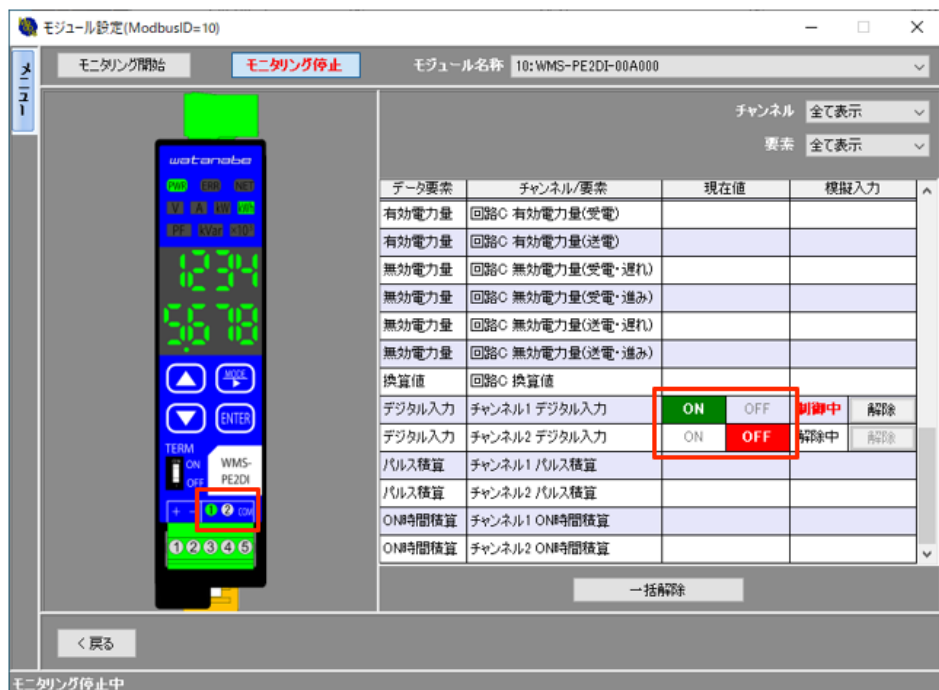 モジュール設定(ModbusID=10)
メニュー
モニタリング開始
モニタリング停止
モジュール名称
10:WMS-PE2DI-00A000
チャンネル
全て表示
要素
全て表示
watanabe
PWR ERR NET
V A kW kWh
PF kVar ×10³
1234
5.678
MODE
ENTER
TERM
ON
OFF
WMS-
PE2DI
+ - 1 2 COM
1 2 3 4 5
データ要素 チャンネル/要素 現在値 模擬入力
有効電力量 回路C 有効電力量(受電)
有効電力量 回路C 有効電力量(送電)
無効電力量 回路C 無効電力量(受電・遅れ)
無効電力量 回路C 無効電力量(受電・進み)
無効電力量 回路C 無効電力量(送電・遅れ)
無効電力量 回路C 無効電力量(送電・進み)
換算値 回路C 換算値
デジタル入力 チャンネル1 デジタル入力 ON OFF 制御中 解除
デジタル入力 チャンネル2 デジタル入力 ON OFF 解除中 解除
パルス積算 チャンネル1 パルス積算
パルス積算 チャンネル2 パルス積算
ON時間積算 チャンネル1 ON時間積算
ON時間積算 チャンネル2 ON時間積算
一括解除
< 戻る
モニタリング停止中